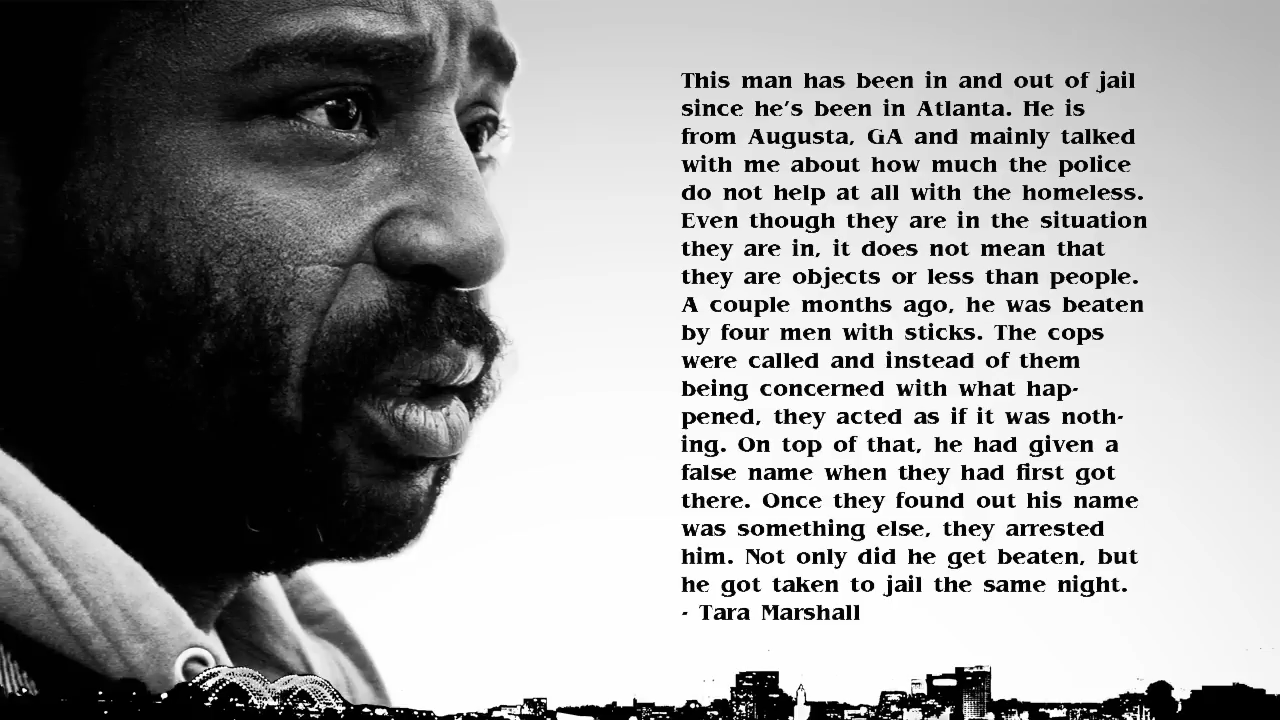 This man has been in and out of jail
since he's been in Atlanta. He is
from Augusta, GA and mainly talked
with me about how much the police
do not help at all with the homeless.
Even though they are in the situation
they are in, it does not mean that
they are objects or less than people.
A couple months ago, he was beaten
by four men with sticks. The cops
were called and instead of them
being concerned with what hap-
pened, they acted as if it was noth-
ing. On top of that, he had given a
false name when they had first got
there. Once they found out his name
was something else, they arrested
him. Not only did he get beaten, but
he got taken to jail the same night.
- Tara Marshall